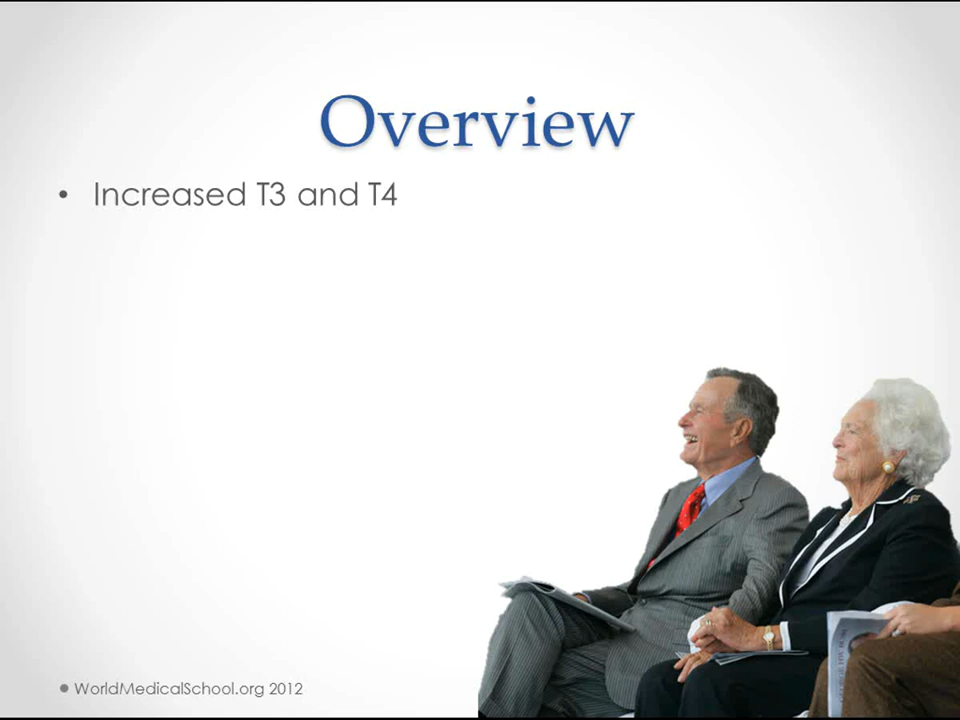 Overview
• Increased T3 and T4
• WorldMedicalSchool.org 2012